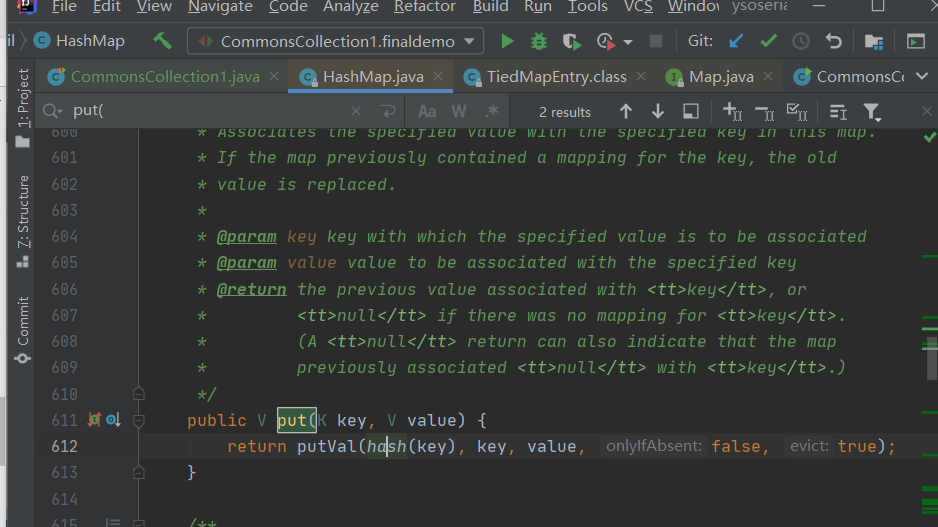 File Edit View Navigate Code Analyze Refactor Build Run Tools VCS Window ysoseria
il HashMap CommonsCollection1.finaldemo Git:
CommonsCollection1.java HashMap.java TiedMapEntry.class Map.java CommonsCo
put( Aa W .* 2 results
600 * Associates the specified value with the specified key in this map.
601 * If the map previously contained a mapping for the key, the old
602 * value is replaced.
603 *
604 * @param key key with which the specified value is to be associated
605 * @param value value to be associated with the specified key
606 * @return the previous value associated with <tt>key</tt>, or
607 * <tt>null</tt> if there was no mapping for <tt>key</tt>.
608 * (A <tt>null</tt> return can also indicate that the map
609 * previously associated <tt>null</tt> with <tt>key</tt>.)
610 */
611 public V put(K key, V value) {
612 return putVal(hash(key), key, value, onlyIfAbsent: false, evict: true);
613 }
614
615 /**
1: Project
7: Structure
Commit